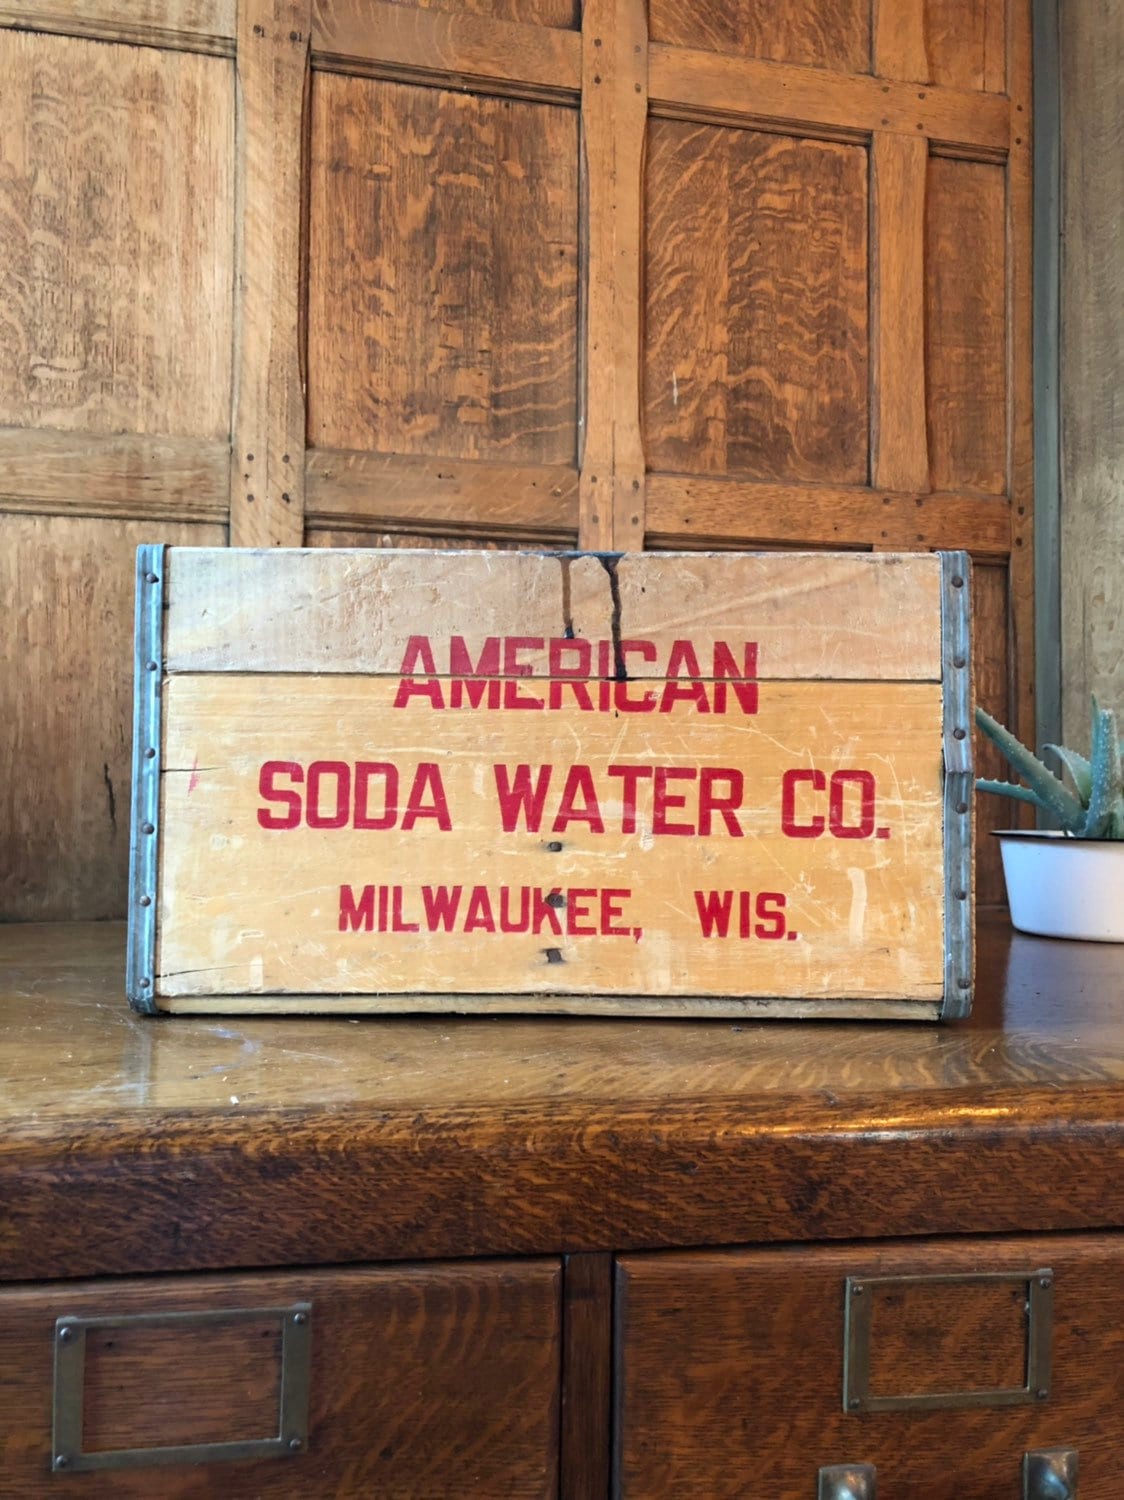 AMERICAN
SODA WATER CO.
MILWAUKEE, WIS.